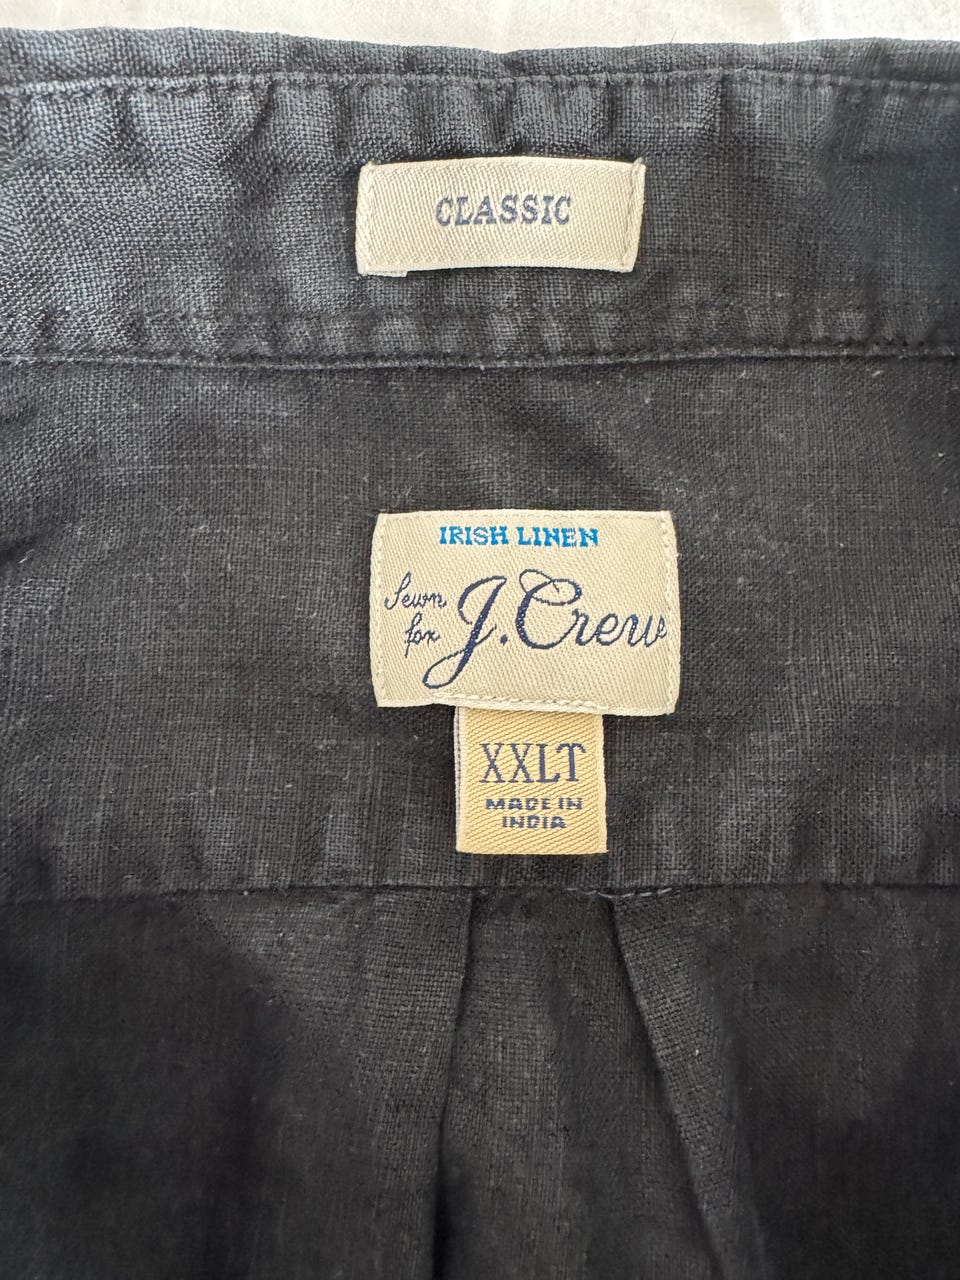 CLASSIC
IRISH LINEN
Sewn
for J.Crew
XXLT
MADE IN
INDIA